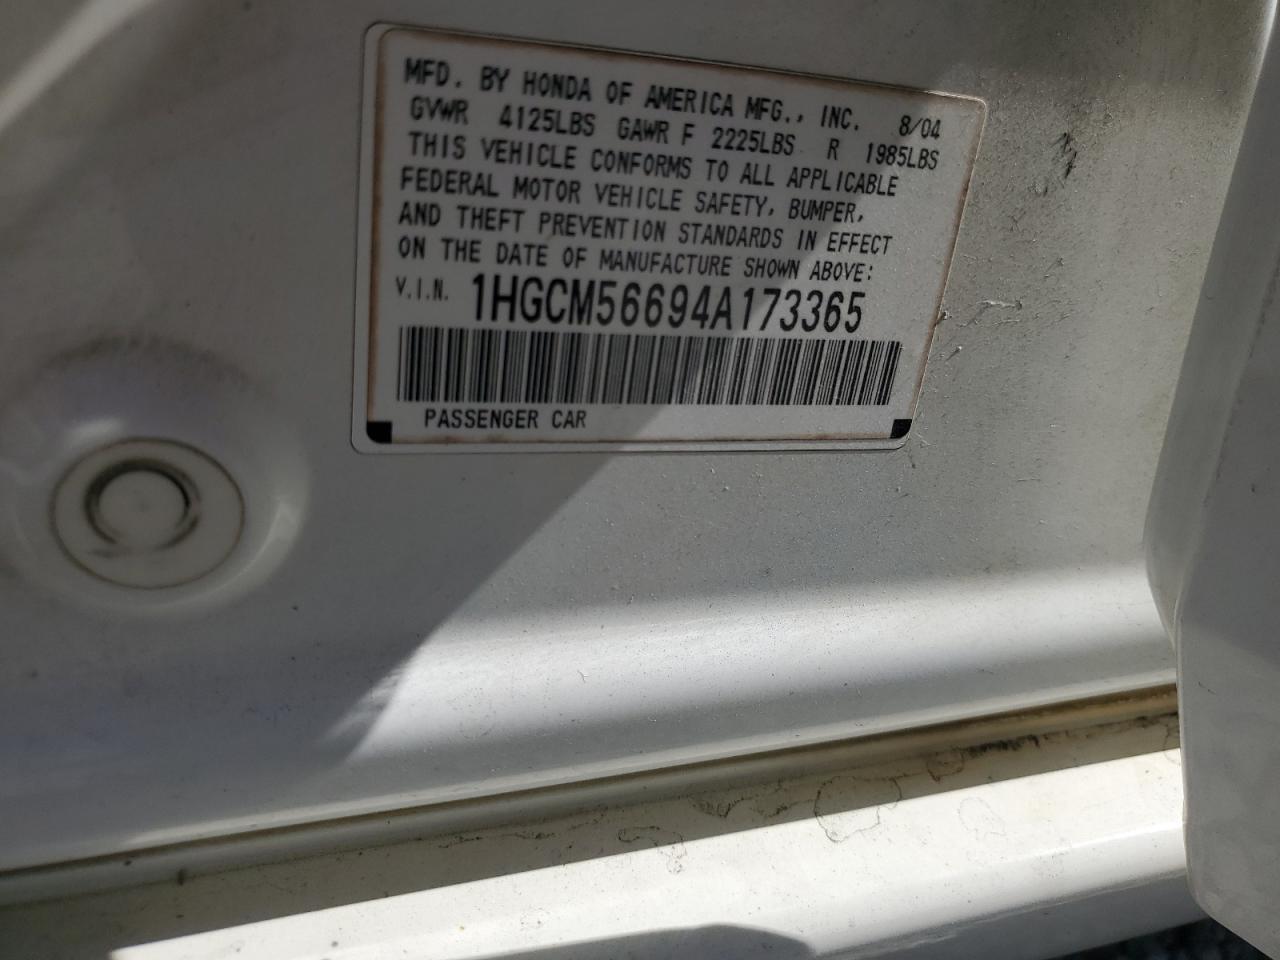 MFD. BY HONDA OF AMERICA MFG., INC. 8/04
GVWR 4125LBS GAWR F 2225LBS R 1985LBS
THIS VEHICLE CONFORMS TO ALL APPLICABLE
FEDERAL MOTOR VEHICLE SAFETY, BUMPER,
AND THEFT PREVENTION STANDARDS IN EFFECT
ON THE DATE OF MANUFACTURE SHOWN ABOVE:
V.I.N. 1HGCM56694A173365
PASSENGER CAR